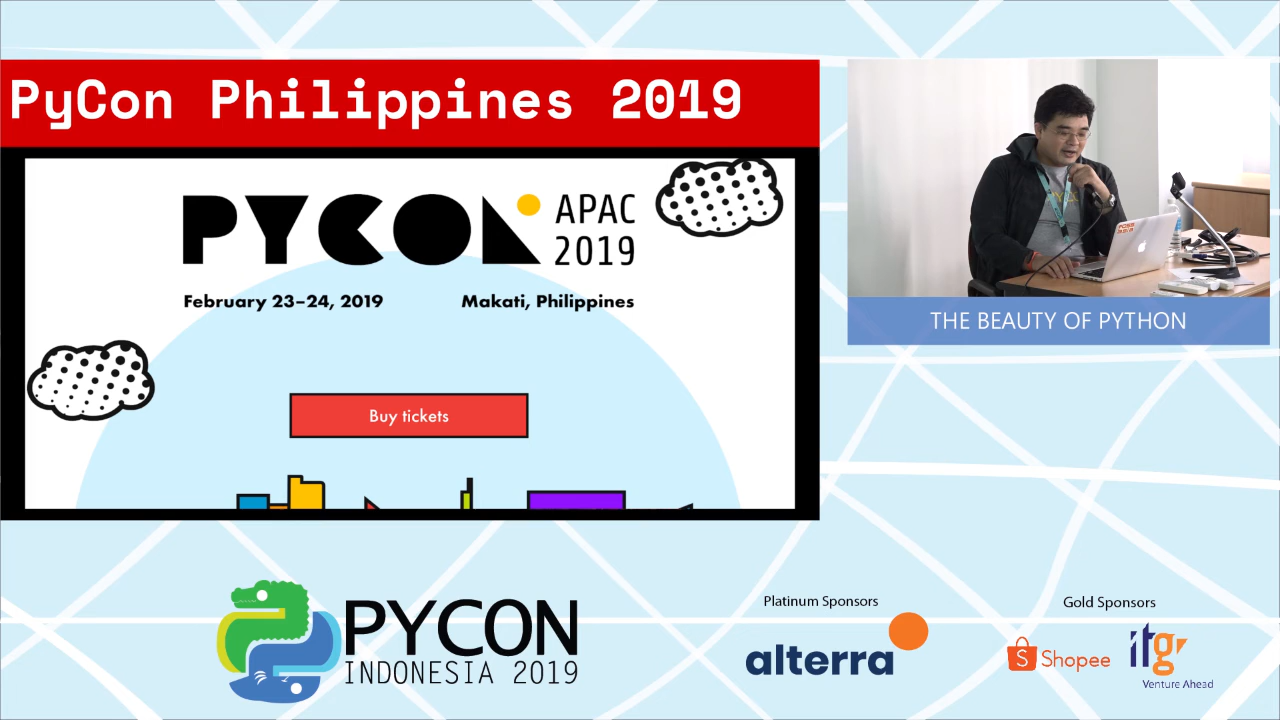 PyCon Philippines 2019
PYCON APAC
2019
February 23–24, 2019
Makati, Philippines
Buy tickets
THE BEAUTY OF PYTHON
PYCON
INDONESIA 2019
Platinum Sponsors
alterra
Gold Sponsors
Shopee
itgr
Venture Ahead